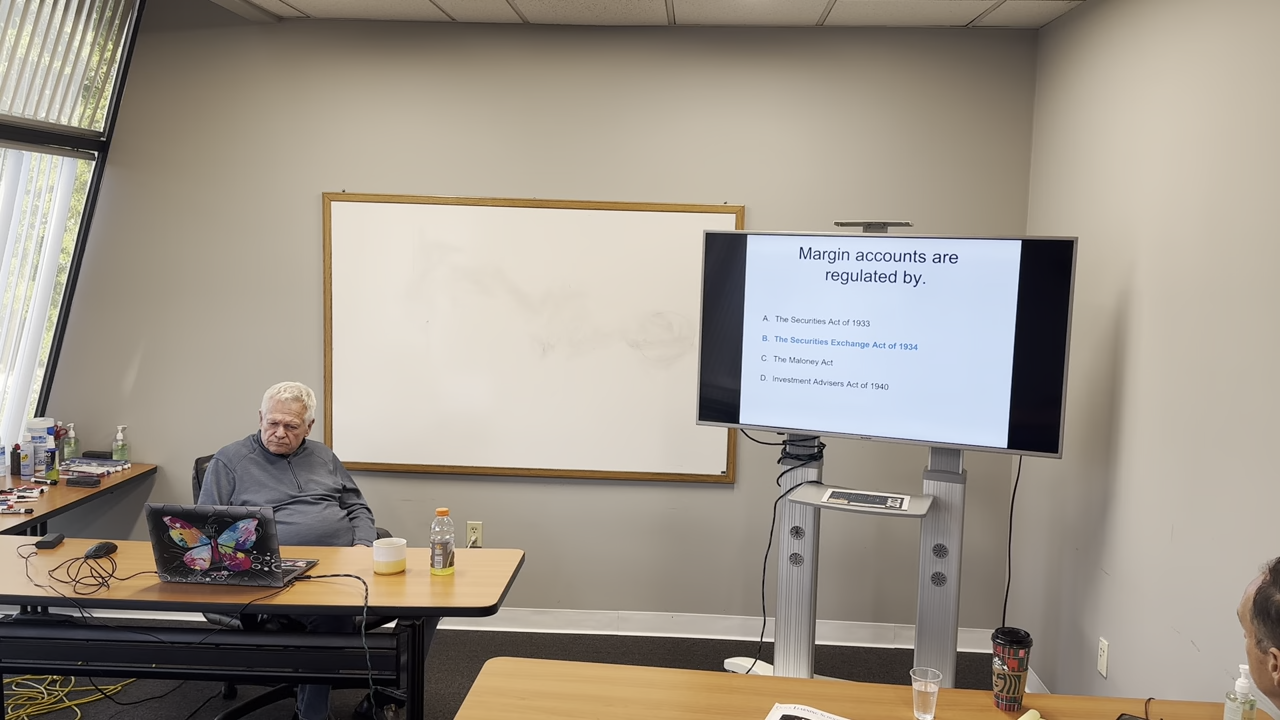 Margin accounts are
regulated by.
A. The Securities Act of 1933
B. The Securities Exchange Act of 1934
C. The Maloney Act
D. Investment Advisers Act of 1940